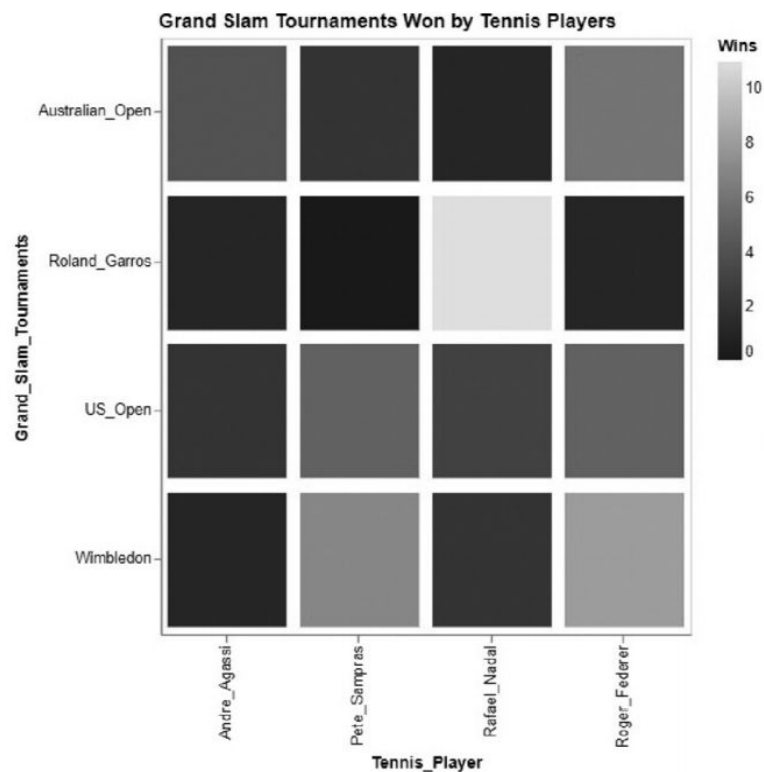 Grand Slam Tournaments Won by Tennis Players
Wins
10
8
6
4
2
0
Grand_Slam_Tournaments
Australian_Open
Roland_Garros
US_Open
Wimbledon
Andre_Agassi
Pete_Sampras
Rafael_Nadal
Roger_Federer
Tennis_Player